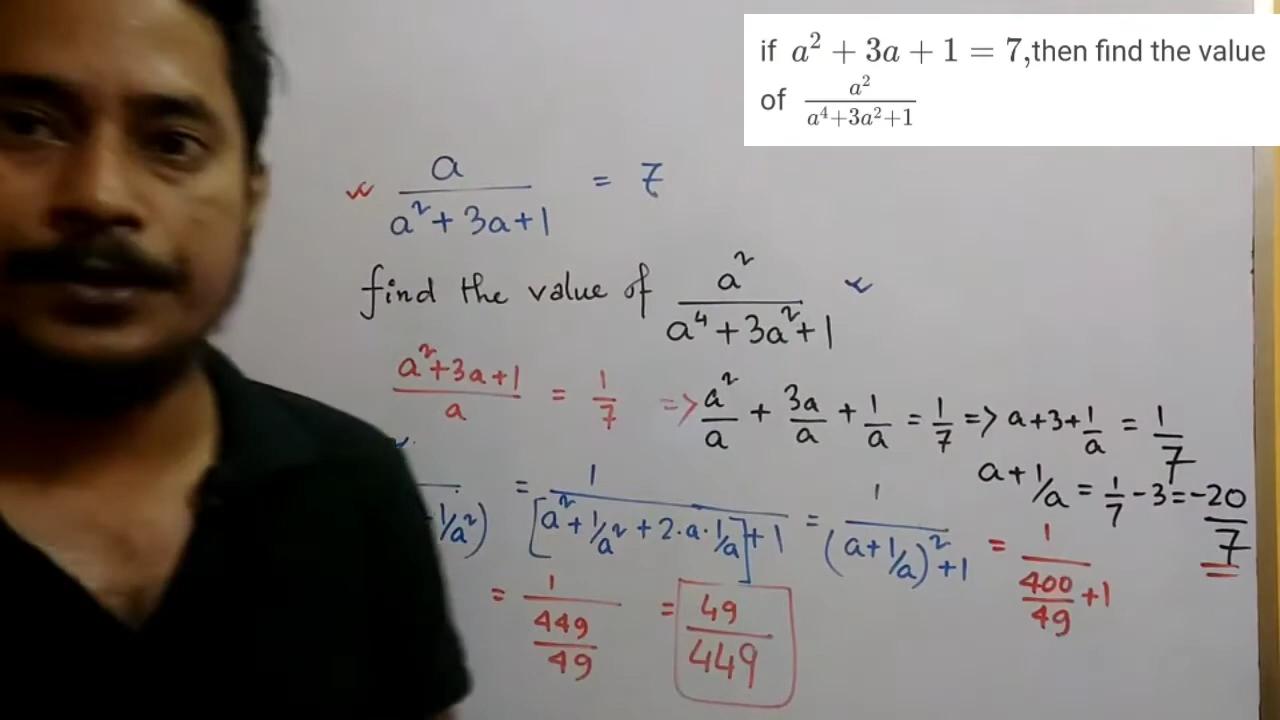 if a² + 3a + 1 = 7,then find the value
of a²/(a⁴+3a²+1)
a/(a²+3a+1) = 7
find the value of a²/(a⁴+3a²+1)
(a²+3a+1)/a = 1/7 => a²/a + 3a/a + 1/a = 1/7 => a+3+1/a = 1/7
a+1/a = 1/7 - 3 = -20/7
1/a²) = 1/([a²+1/a²+2·a·1/a]+1) = 1/((a+1/a)²+1) = 1/(400/49+1)
= 1/(449/49) = 49/449